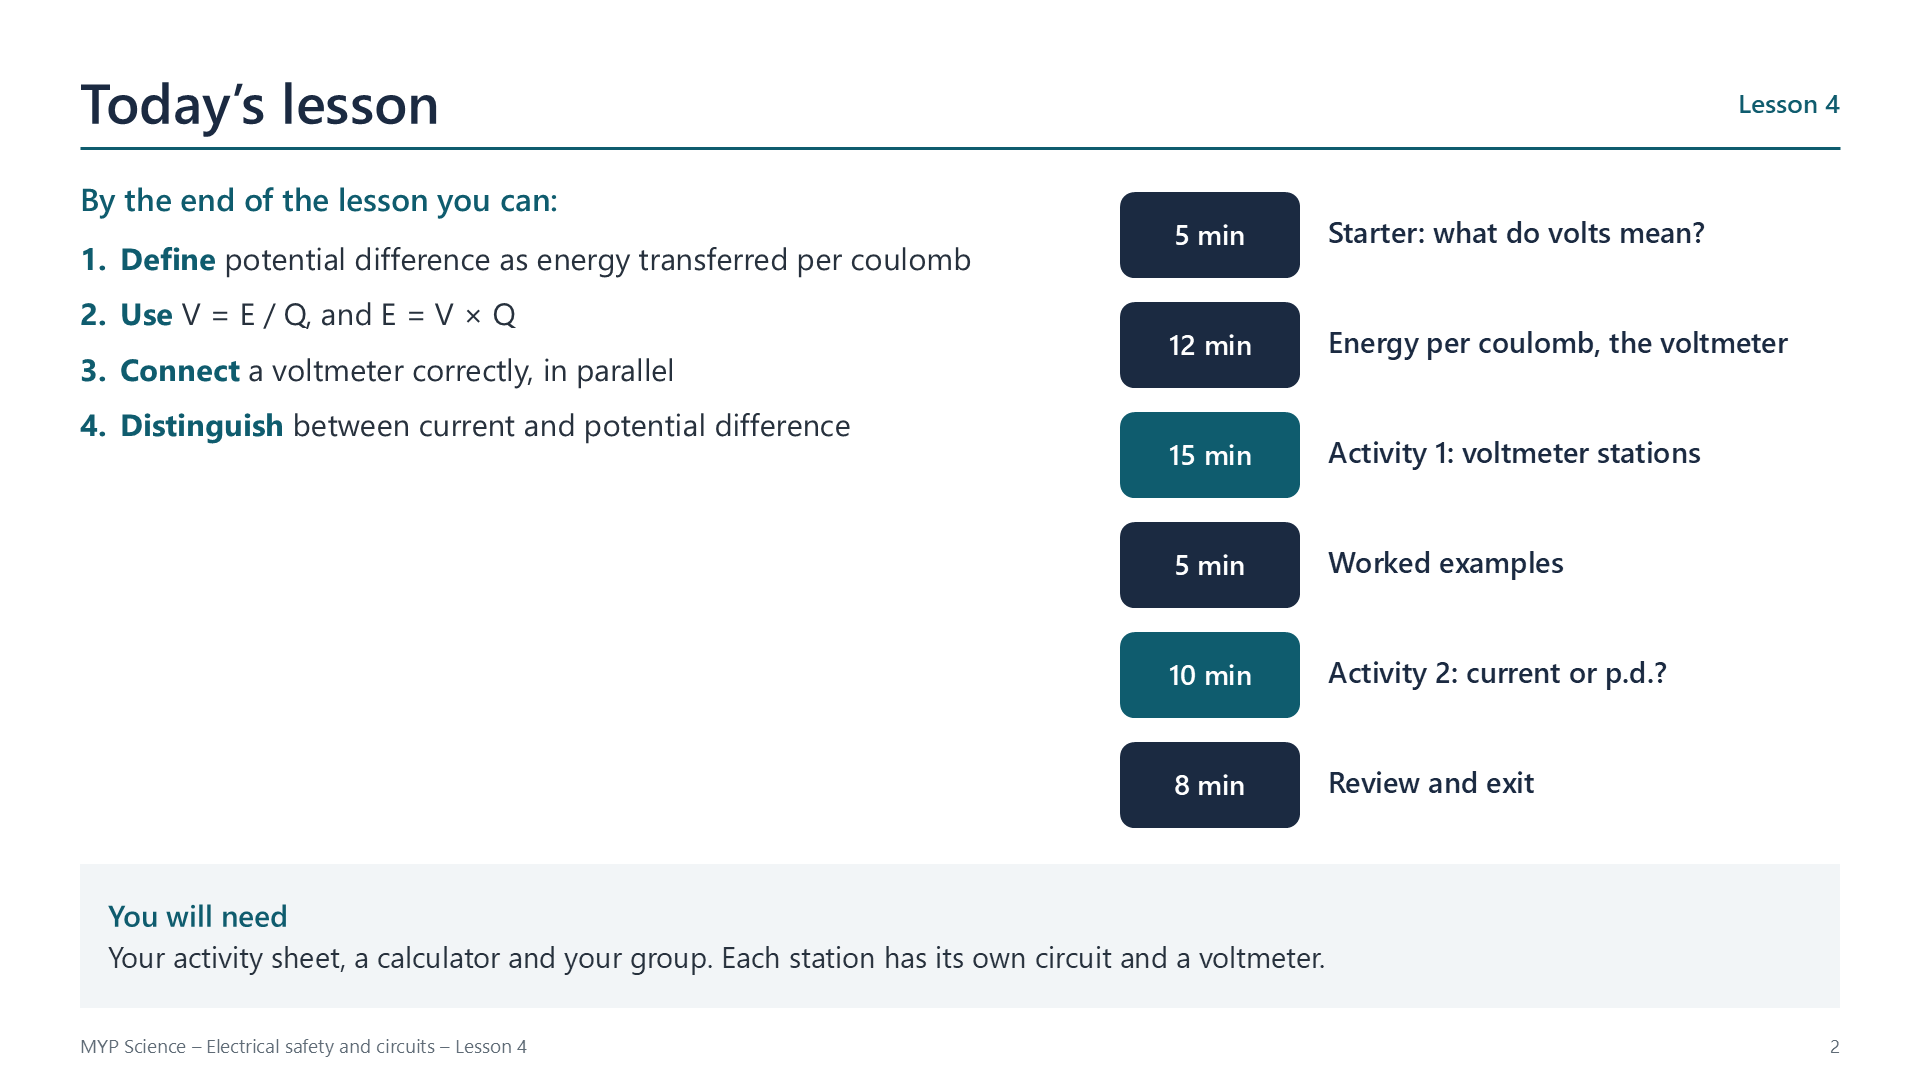 Today’s lesson
Lesson 4
By the end of the lesson you can:
1. Define potential difference as energy transferred per coulomb
2. Use V = E / Q, and E = V × Q
3. Connect a voltmeter correctly, in parallel
4. Distinguish between current and potential difference
5 min Starter: what do volts mean?
12 min Energy per coulomb, the voltmeter
15 min Activity 1: voltmeter stations
5 min Worked examples
10 min Activity 2: current or p.d.?
8 min Review and exit
You will need
Your activity sheet, a calculator and your group. Each station has its own circuit and a voltmeter.
MYP Science – Electrical safety and circuits – Lesson 4
2